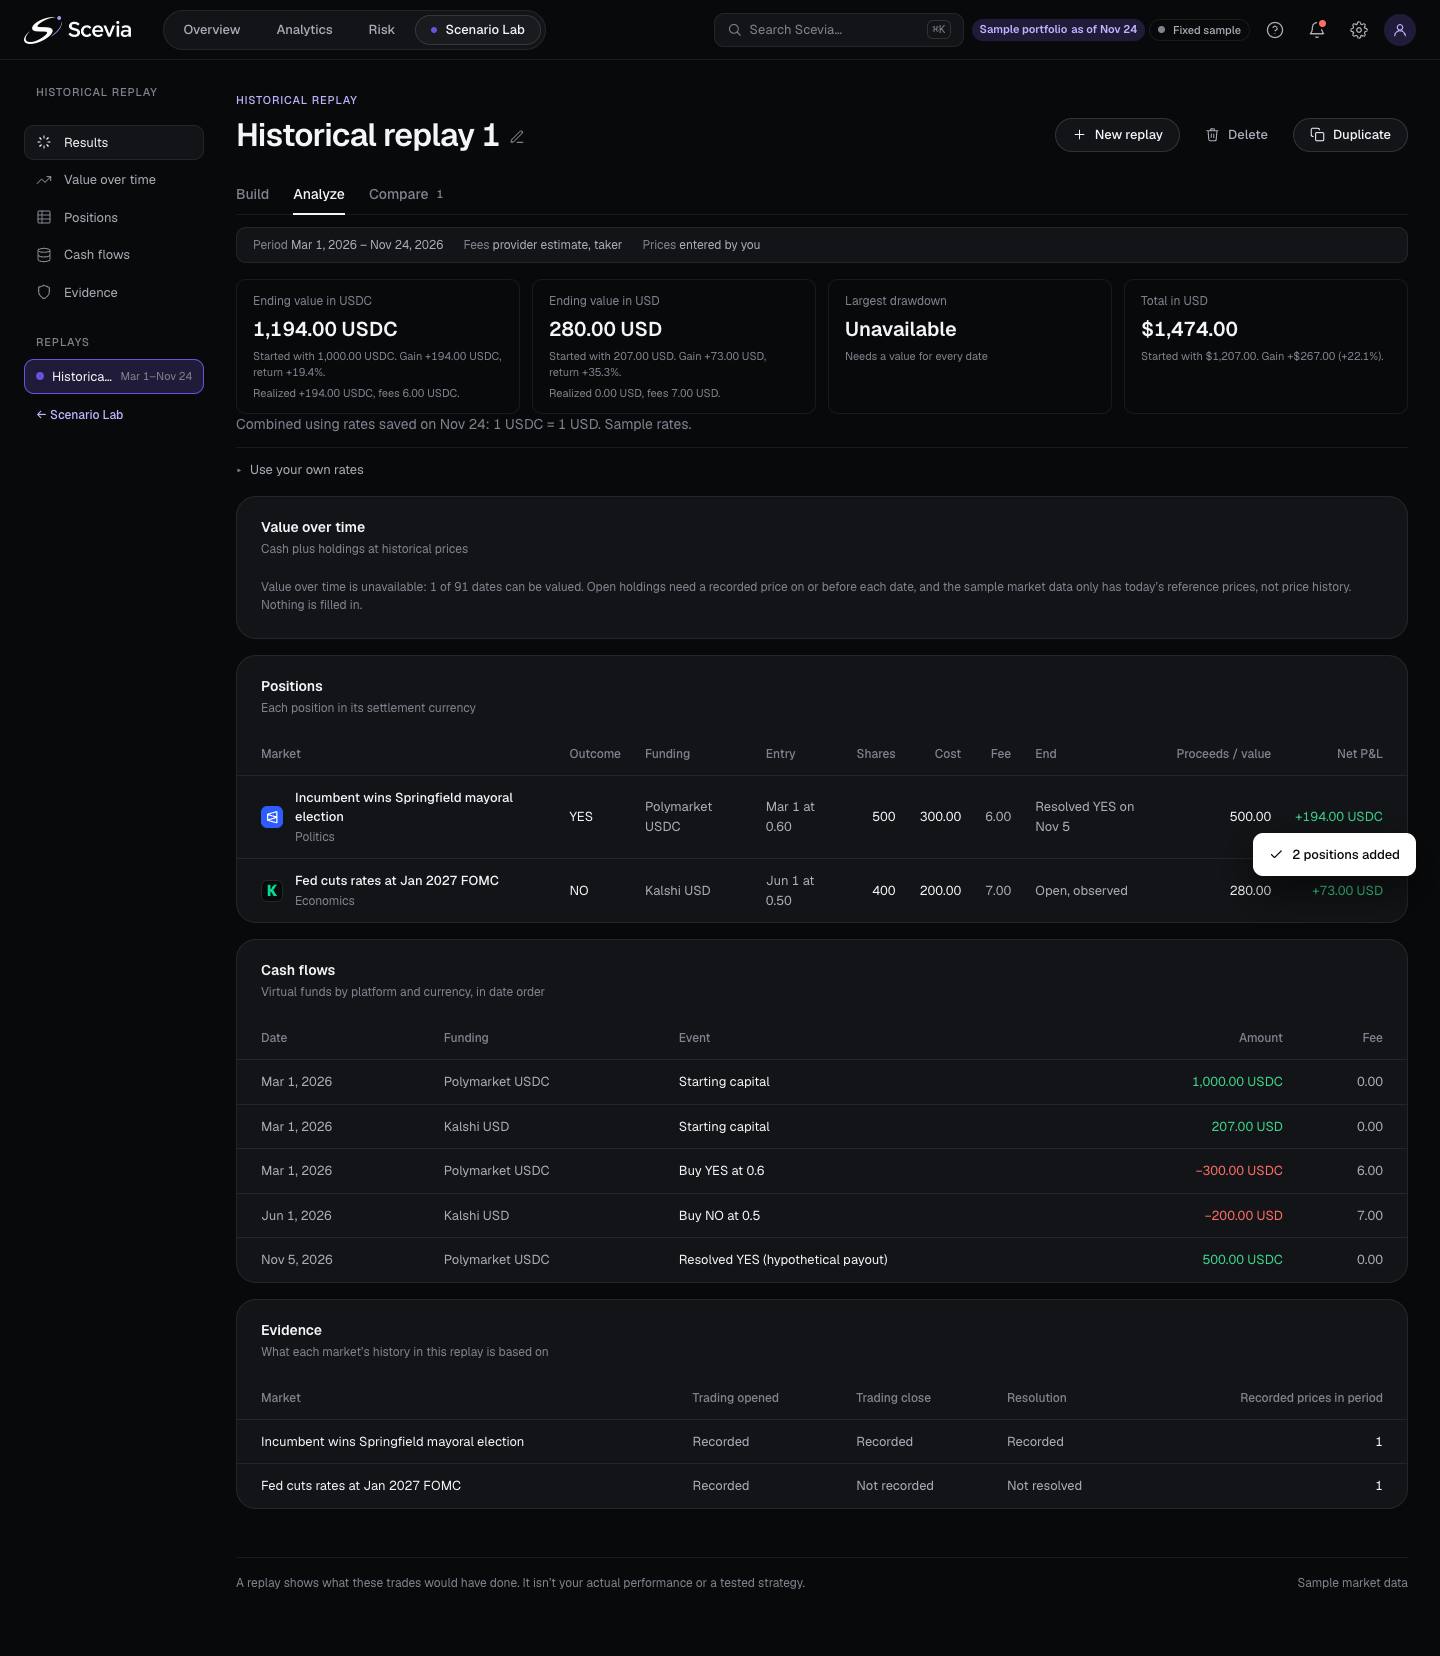 Scevia
Overview Analytics Risk Scenario Lab
Search Scevia... ⌘K
Sample portfolio as of Nov 24
Fixed sample
HISTORICAL REPLAY
Results
Value over time
Positions
Cash flows
Evidence
REPLAYS
Historica... Mar 1–Nov 24
← Scenario Lab
HISTORICAL REPLAY
Historical replay 1
New replay Delete Duplicate
Build Analyze Compare 1
Period Mar 1, 2026 – Nov 24, 2026 Fees provider estimate, taker Prices entered by you
Ending value in USDC
1,194.00 USDC
Started with 1,000.00 USDC. Gain +194.00 USDC,
return +19.4%.
Realized +194.00 USDC, fees 6.00 USDC.
Ending value in USD
280.00 USD
Started with 207.00 USD. Gain +73.00 USD,
return +35.3%.
Realized 0.00 USD, fees 7.00 USD.
Largest drawdown
Unavailable
Needs a value for every date
Total in USD
$1,474.00
Started with $1,207.00. Gain +$267.00 (+22.1%).
Combined using rates saved on Nov 24: 1 USDC = 1 USD. Sample rates.
Use your own rates
Value over time
Cash plus holdings at historical prices
Value over time is unavailable: 1 of 91 dates can be valued. Open holdings need a recorded price on or before each date, and the sample market data only has today's reference prices, not price history.
Nothing is filled in.
Positions
Each position in its settlement currency
Market Outcome Funding Entry Shares Cost Fee End Proceeds / value Net P&L
Incumbent wins Springfield mayoral
election
Politics
YES
Polymarket
USDC
Mar 1 at
0.60
500 300.00 6.00
Resolved YES on
Nov 5
500.00 +194.00 USDC
2 positions added
K
Fed cuts rates at Jan 2027 FOMC
Economics
NO Kalshi USD
Jun 1 at
0.50
400 200.00 7.00 Open, observed 280.00 +73.00 USD
Cash flows
Virtual funds by platform and currency, in date order
Date Funding Event Amount Fee
Mar 1, 2026 Polymarket USDC Starting capital 1,000.00 USDC 0.00
Mar 1, 2026 Kalshi USD Starting capital 207.00 USD 0.00
Mar 1, 2026 Polymarket USDC Buy YES at 0.6 −300.00 USDC 6.00
Jun 1, 2026 Kalshi USD Buy NO at 0.5 −200.00 USD 7.00
Nov 5, 2026 Polymarket USDC Resolved YES (hypothetical payout) 500.00 USDC 0.00
Evidence
What each market's history in this replay is based on
Market Trading opened Trading close Resolution Recorded prices in period
Incumbent wins Springfield mayoral election Recorded Recorded Recorded 1
Fed cuts rates at Jan 2027 FOMC Recorded Not recorded Not resolved 1
A replay shows what these trades would have done. It isn't your actual performance or a tested strategy.
Sample market data